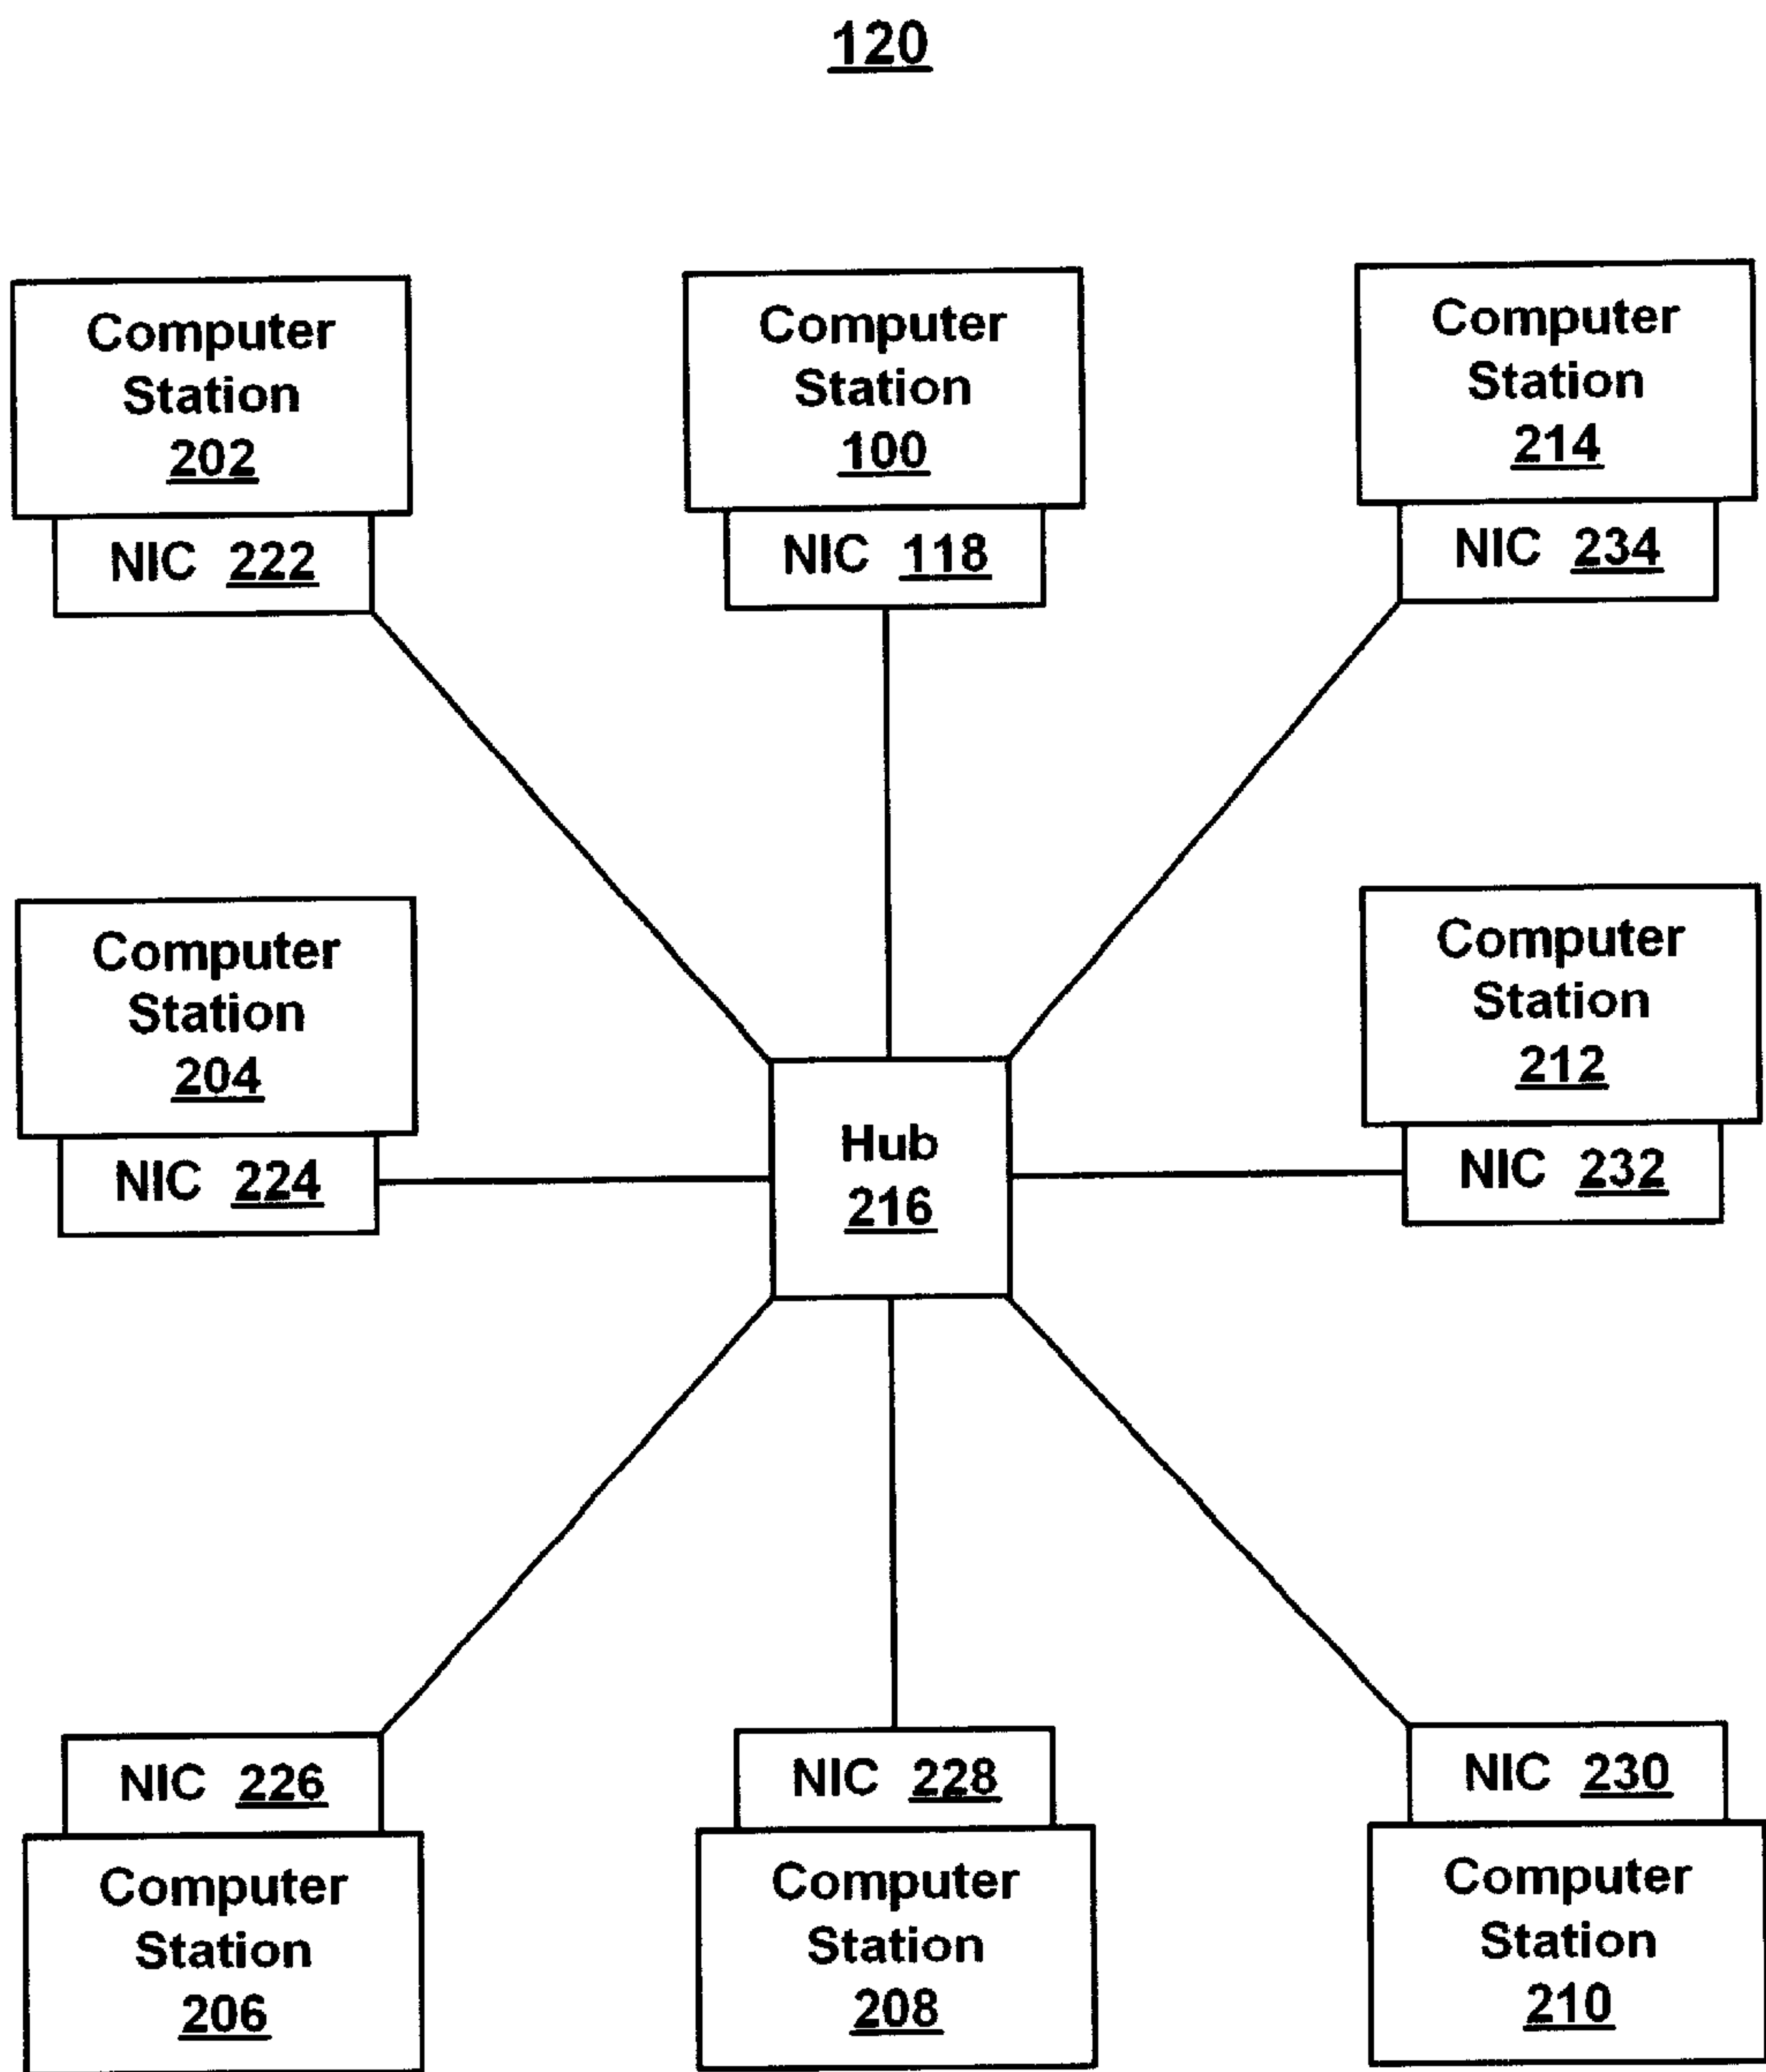 120
Computer
Station
202
NIC 222
Computer
Station
100
NIC 118
Computer
Station
214
NIC 234
Computer
Station
204
NIC 224
Hub
216
Computer
Station
212
NIC 232
NIC 226
Computer
Station
206
NIC 228
Computer
Station
208
NIC 230
Computer
Station
210